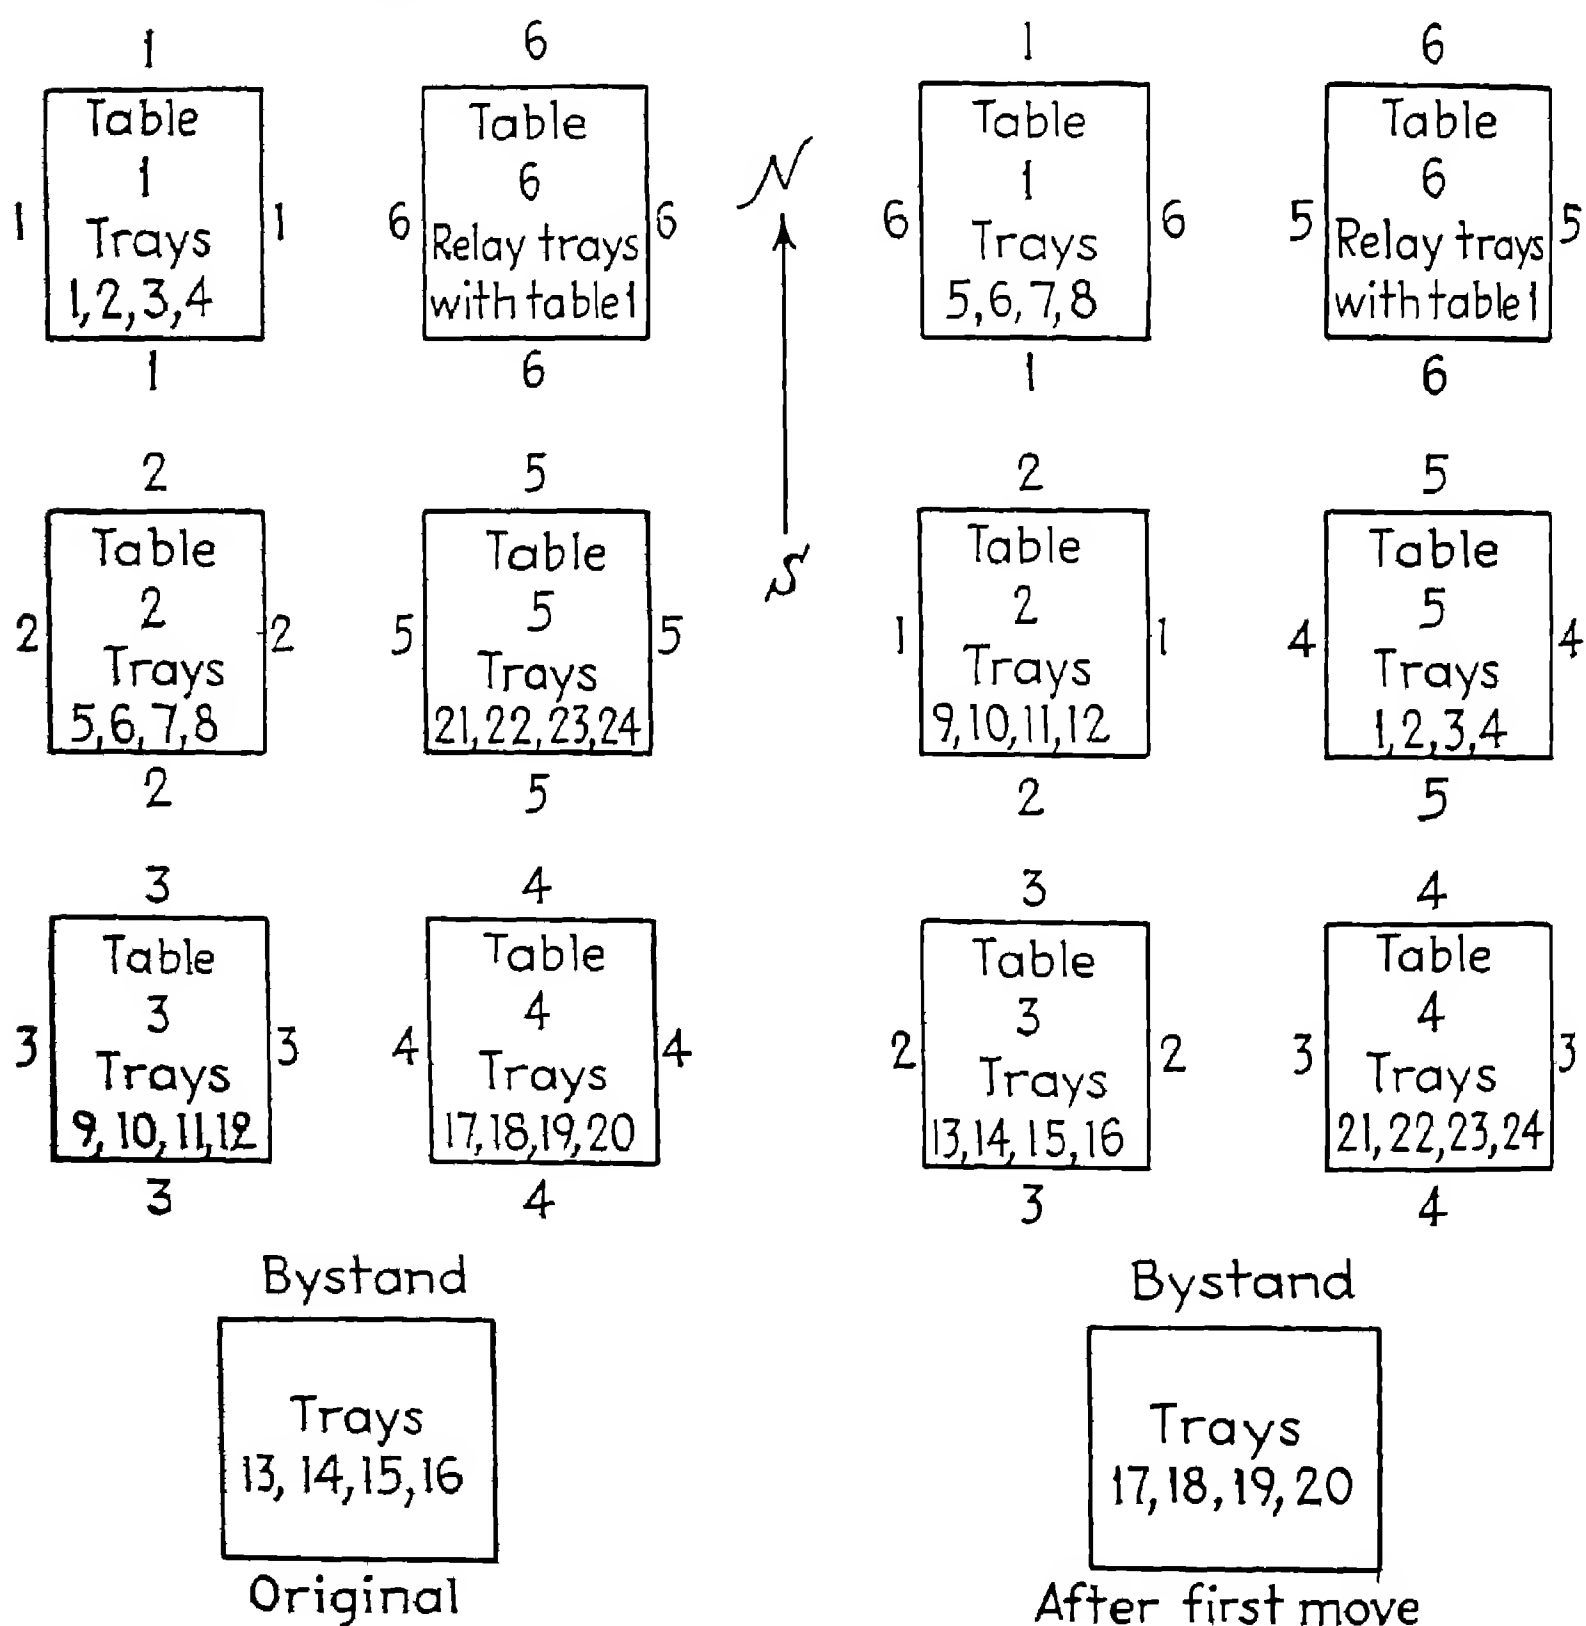 1
Table
1
Trays
1,2,3,4
1
1
1
6
Table
6
Relay trays
with table 1
6
6
6
2
Table
2
Trays
5,6,7,8
2
2
2
5
Table
5
Trays
21,22,23,24
5
5
5
3
Table
3
Trays
9,10,11,12
3
3
3
4
Table
4
Trays
17,18,19,20
4
4
4
Bystand
Trays
13,14,15,16
Original
N
S
1
Table
1
Trays
5,6,7,8
6
6
1
6
Table
6
Relay trays
with table 1
5
5
6
2
Table
2
Trays
9,10,11,12
1
1
2
5
Table
5
Trays
1,2,3,4
4
4
5
3
Table
3
Trays
13,14,15,16
2
2
3
4
Table
4
Trays
21,22,23,24
3
3
4
Bystand
Trays
17,18,19,20
After first move